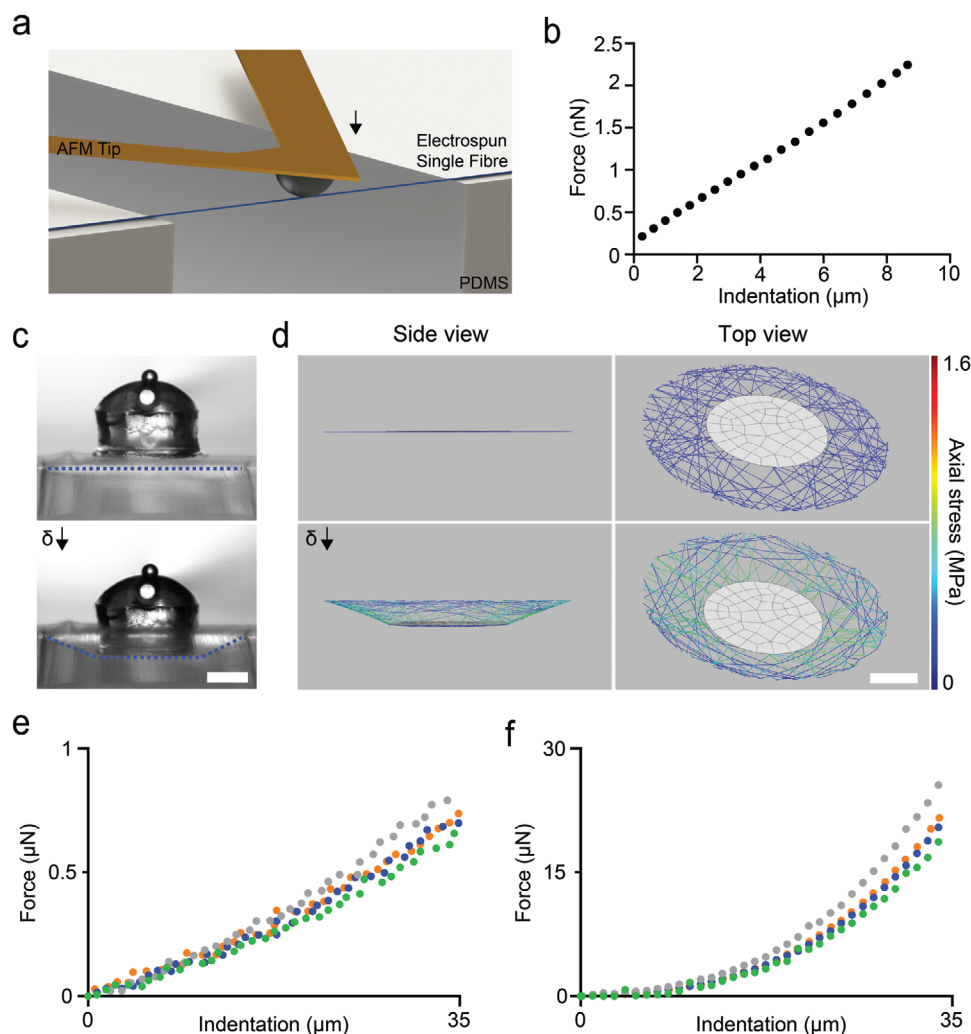 a
AFM Tip
Electrospun
Single Fibre
PDMS
b
2.5
2
1.5
1
0.5
0
Force (nN)
0 2 4 6 8 10
Indentation (µm)
c
δ
d
Side view
Top view
δ
1.6
Axial stress (MPa)
0
e
1
0.5
0
Force (µN)
0
35
Indentation (µm)
f
30
15
0
Force (µN)
0
35
Indentation (µm)